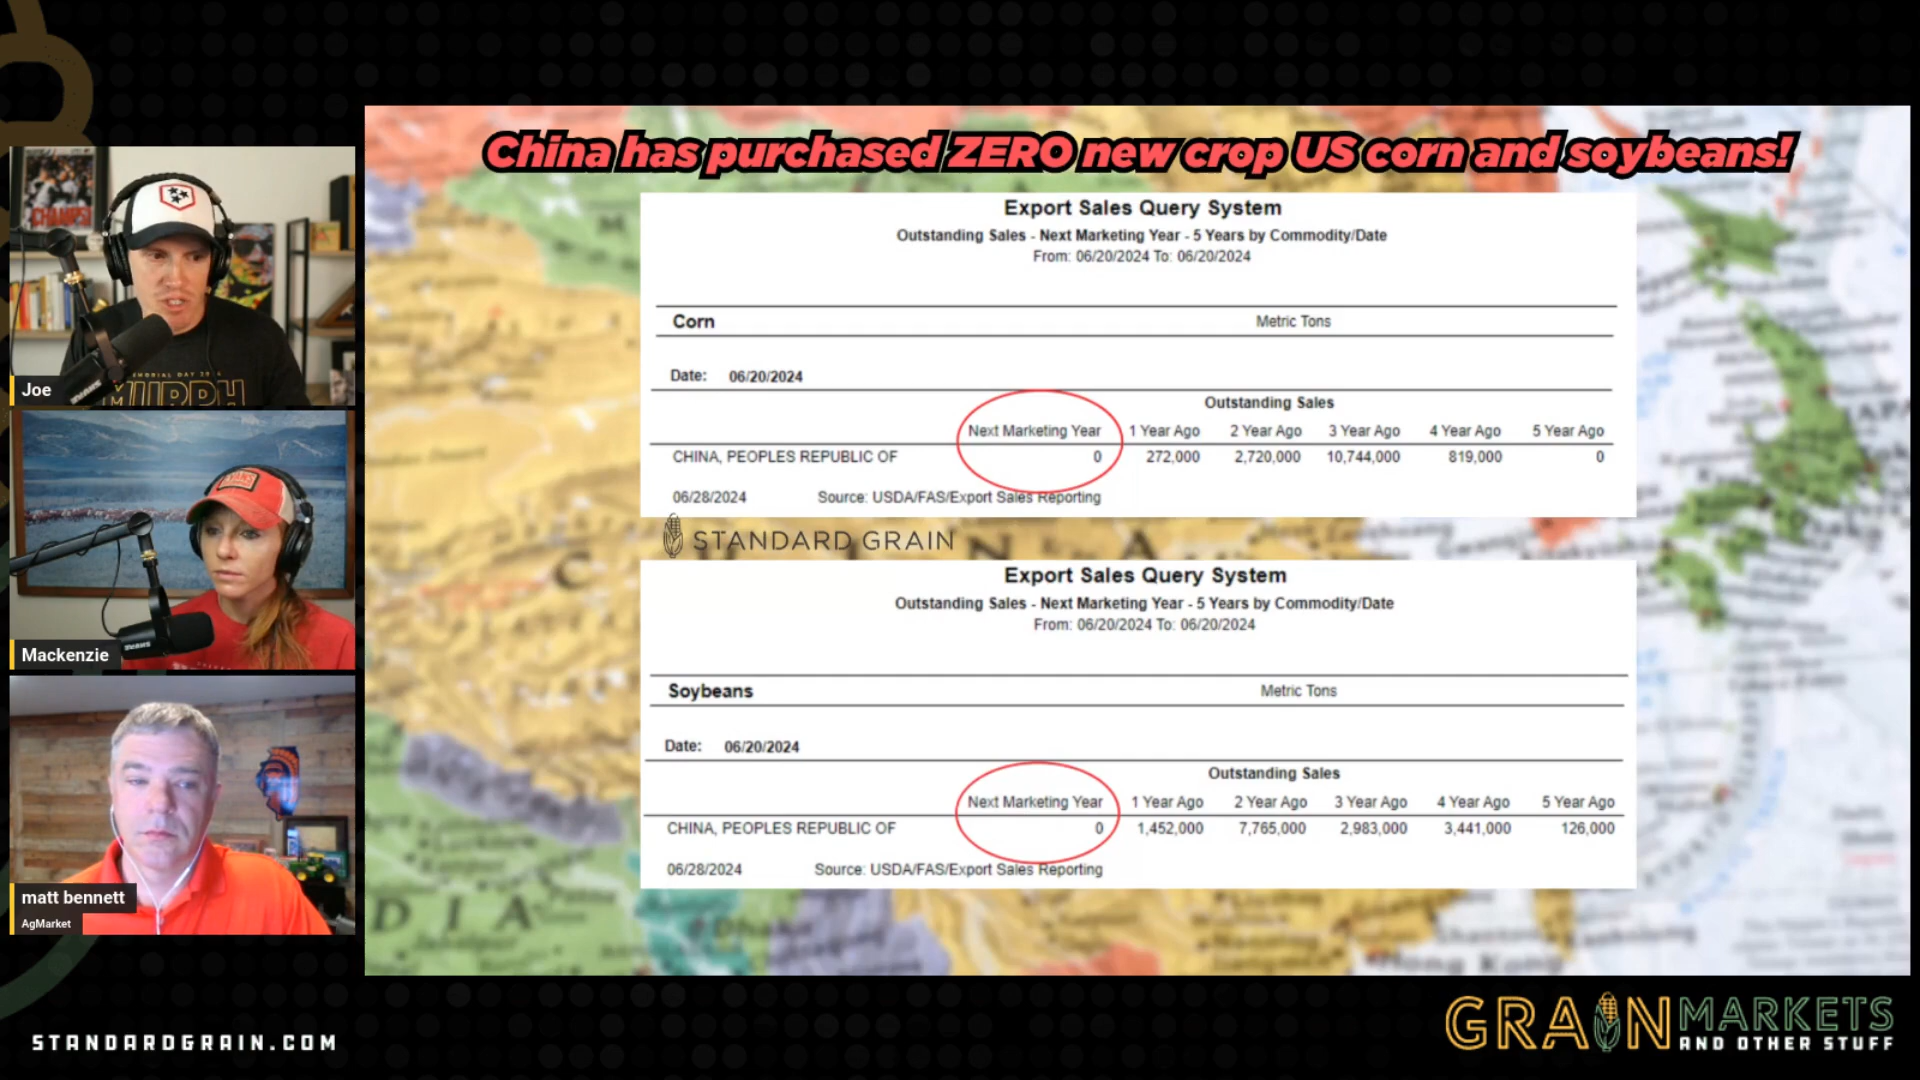 China has purchased ZERO new crop US corn and soybeans!
Export Sales Query System
Outstanding Sales - Next Marketing Year - 5 Years by Commodity/Date
From: 06/20/2024 To: 06/20/2024
Corn Metric Tons
Date: 06/20/2024
Outstanding Sales
Next Marketing Year 1 Year Ago 2 Year Ago 3 Year Ago 4 Year Ago 5 Year Ago
CHINA, PEOPLES REPUBLIC OF 0 272,000 2,720,000 10,744,000 819,000 0
06/28/2024 Source: USDA/FAS/Export Sales Reporting
STANDARD GRAIN
Export Sales Query System
Outstanding Sales - Next Marketing Year - 5 Years by Commodity/Date
From: 06/20/2024 To: 06/20/2024
Soybeans Metric Tons
Date: 06/20/2024
Outstanding Sales
Next Marketing Year 1 Year Ago 2 Year Ago 3 Year Ago 4 Year Ago 5 Year Ago
CHINA, PEOPLES REPUBLIC OF 0 1,452,000 7,765,000 2,983,000 3,441,000 126,000
06/28/2024 Source: USDA/FAS/Export Sales Reporting
DIA
Hong Kong
CHAMPS!
MEMORIAL DAY
MURPH
Joe
Mackenzie
matt bennett
AgMarket
STANDARDGRAIN.COM
GRAIN MARKETS
AND OTHER STUFF